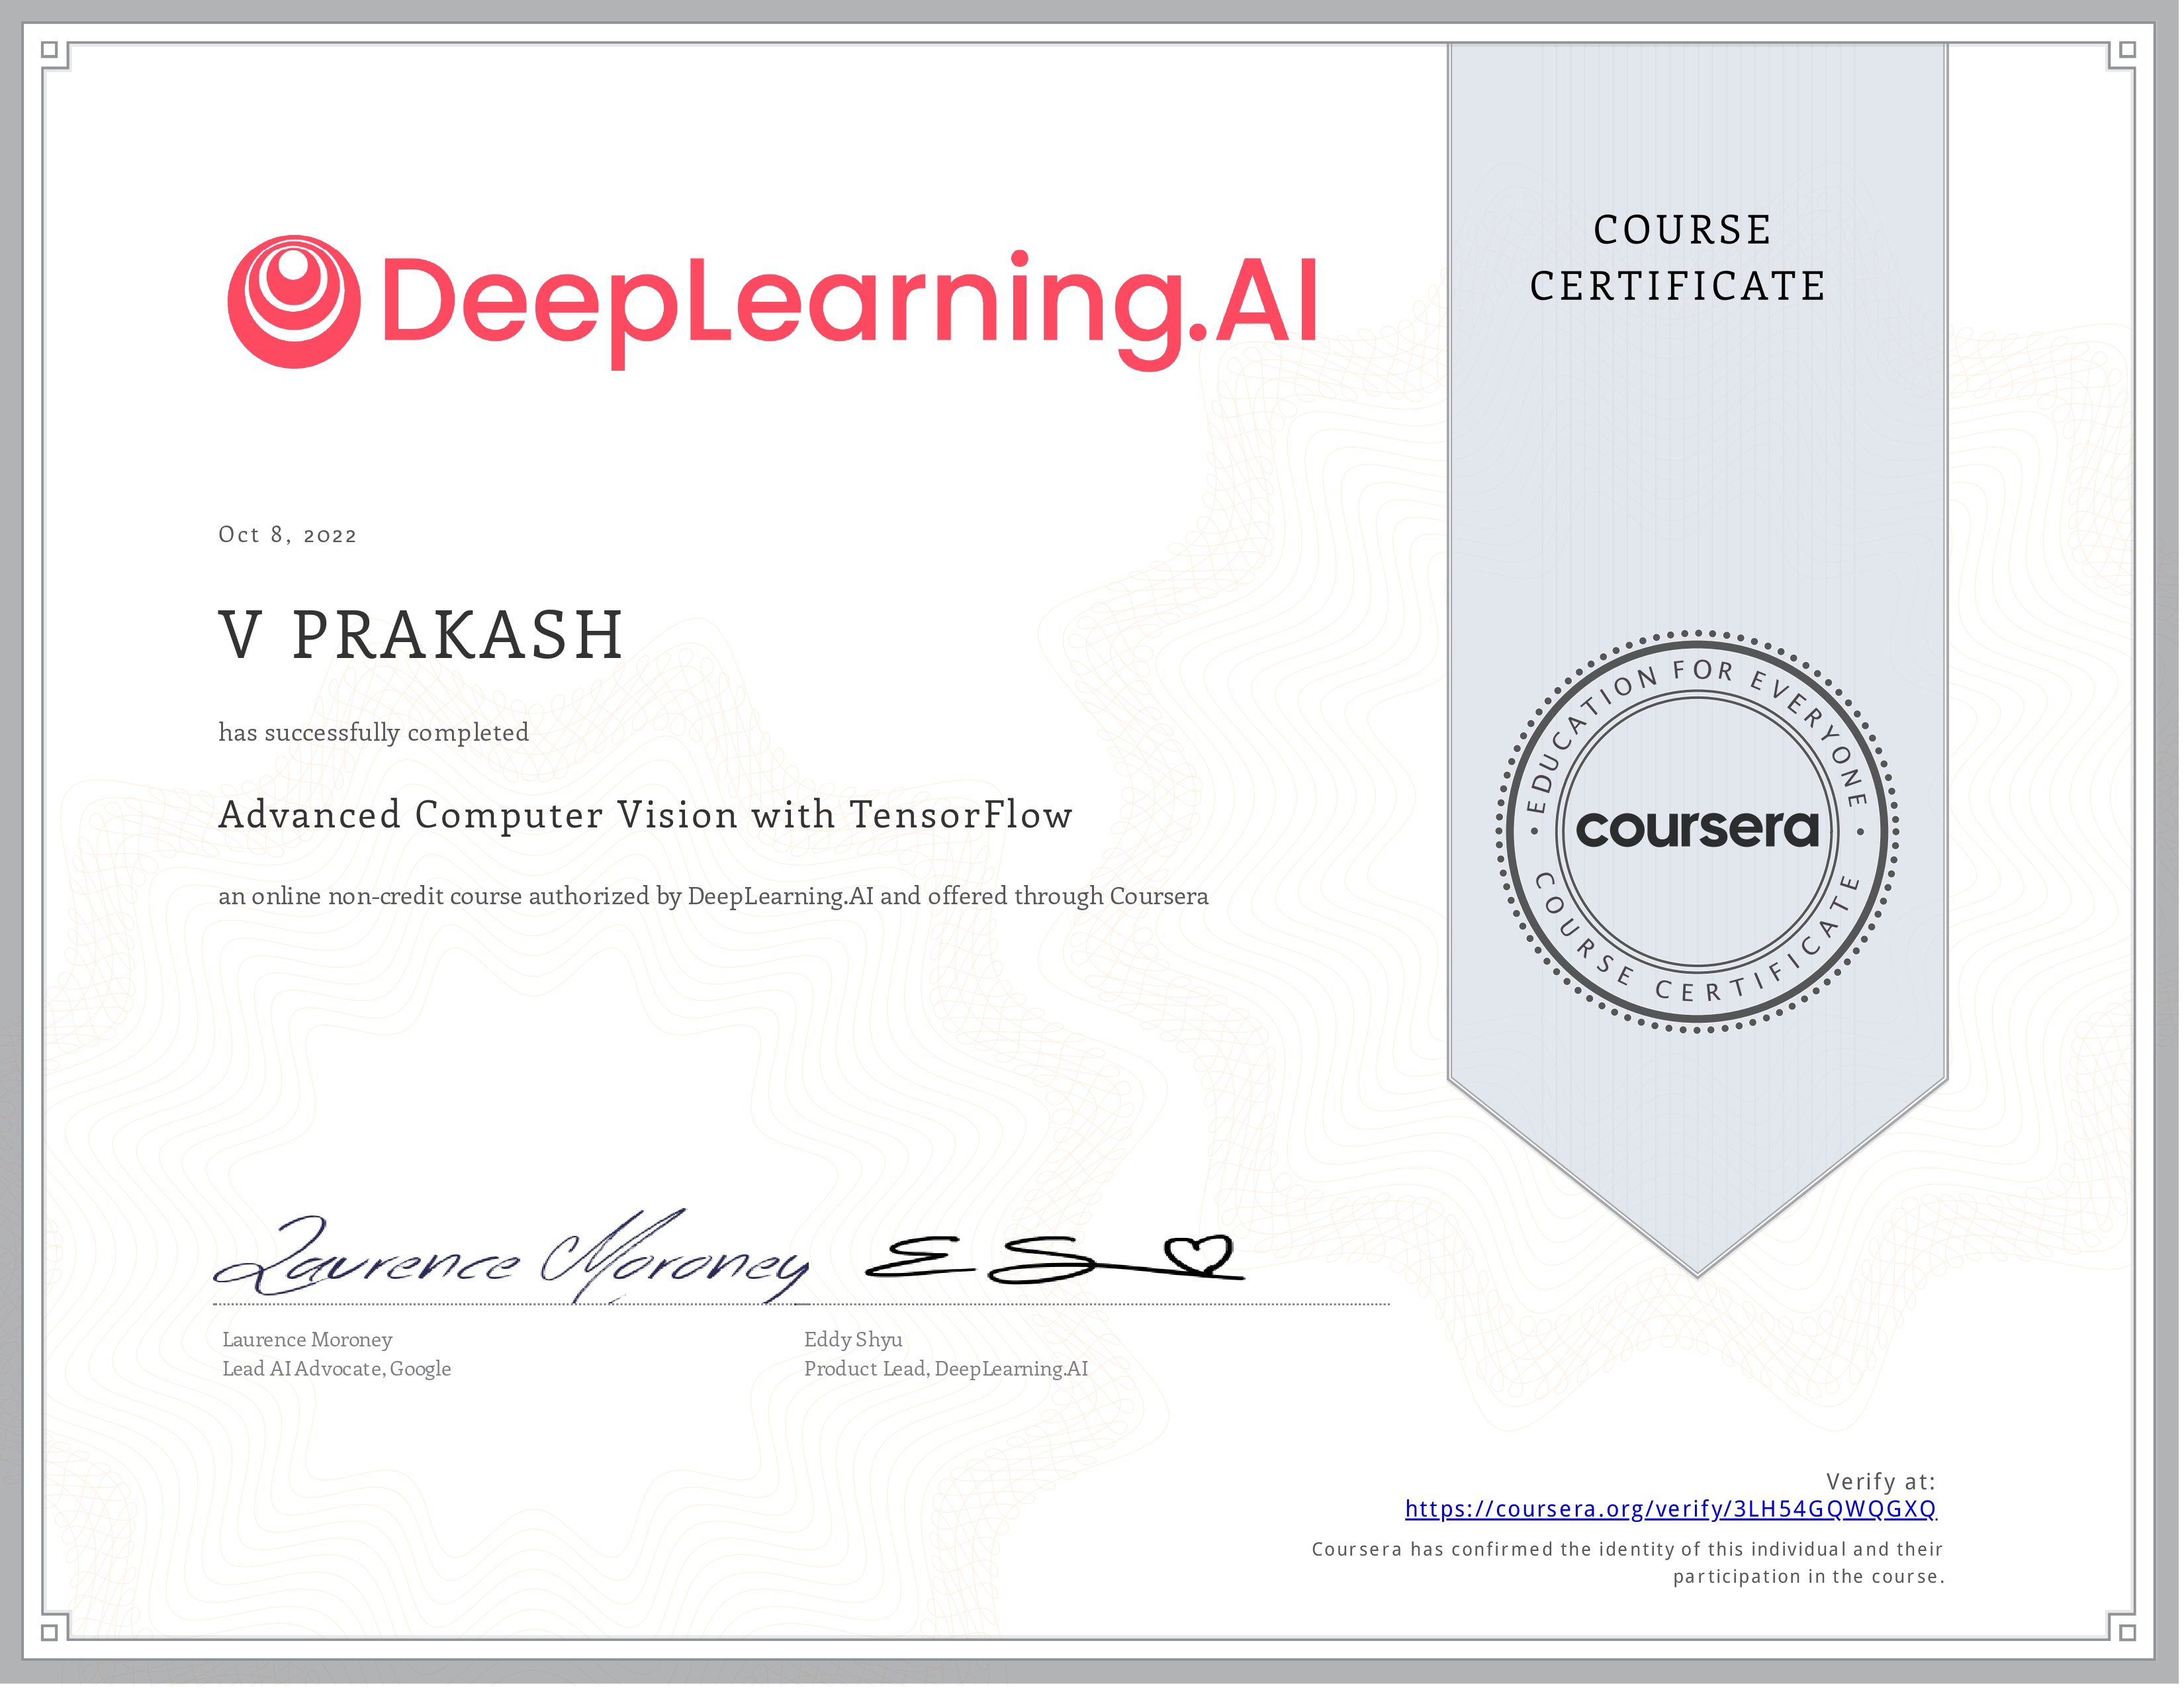 DeepLearning.AI
COURSE
CERTIFICATE
Oct 8, 2022
V PRAKASH
has successfully completed
Advanced Computer Vision with TensorFlow
an online non-credit course authorized by DeepLearning.AI and offered through Coursera
EDUCATION FOR EVERYONE
coursera
COURSE CERTIFICATE
Laurence Moroney
E S
Laurence Moroney
Lead AI Advocate, Google
Eddy Shyu
Product Lead, DeepLearning.AI
Verify at:
https://coursera.org/verify/3LH54GQWQGXQ
Coursera has confirmed the identity of this individual and their
participation in the course.